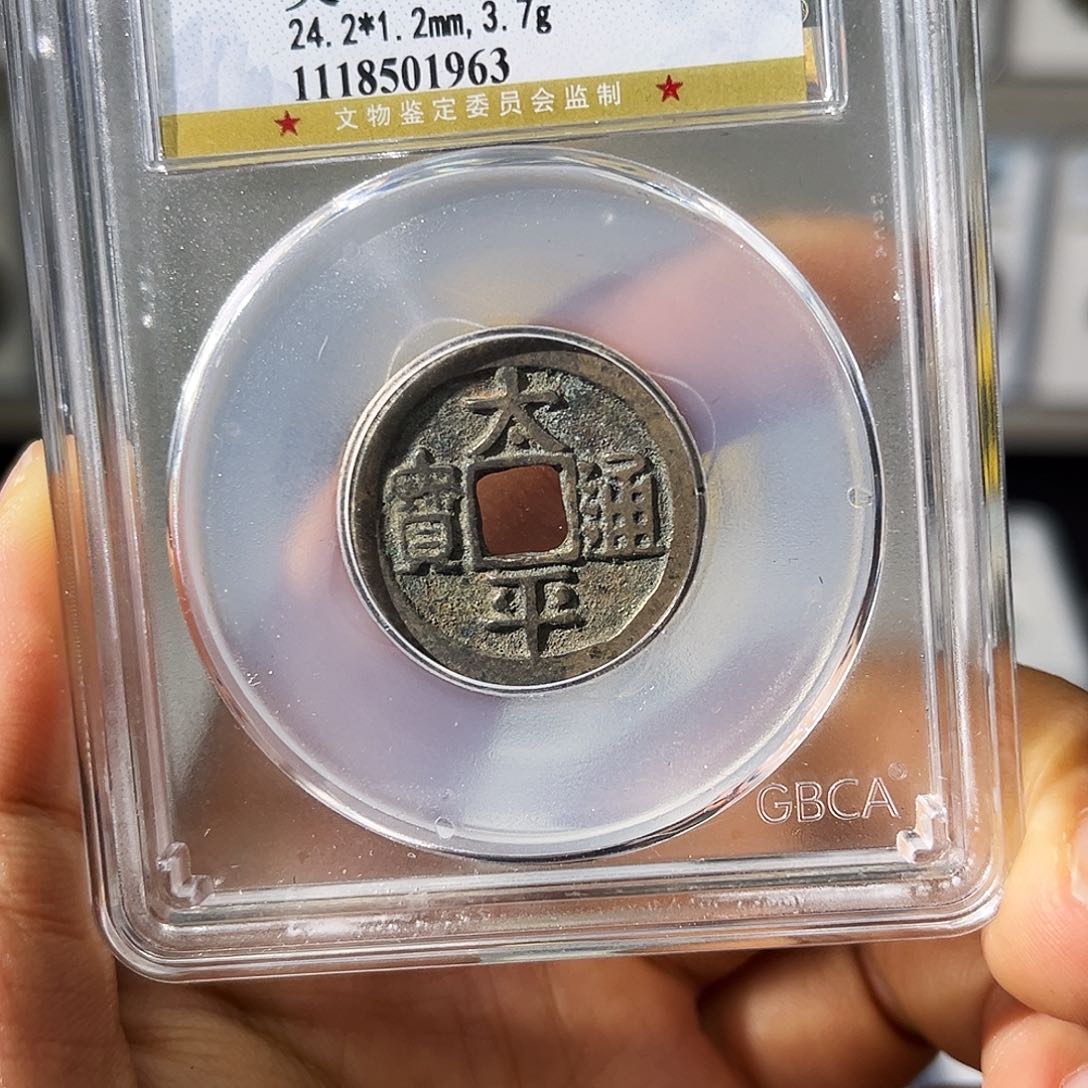 24.2*1.2mm, 3.7g
1118501963
★ 文物鉴定委员会监制 ★
太平通寶
GBCA